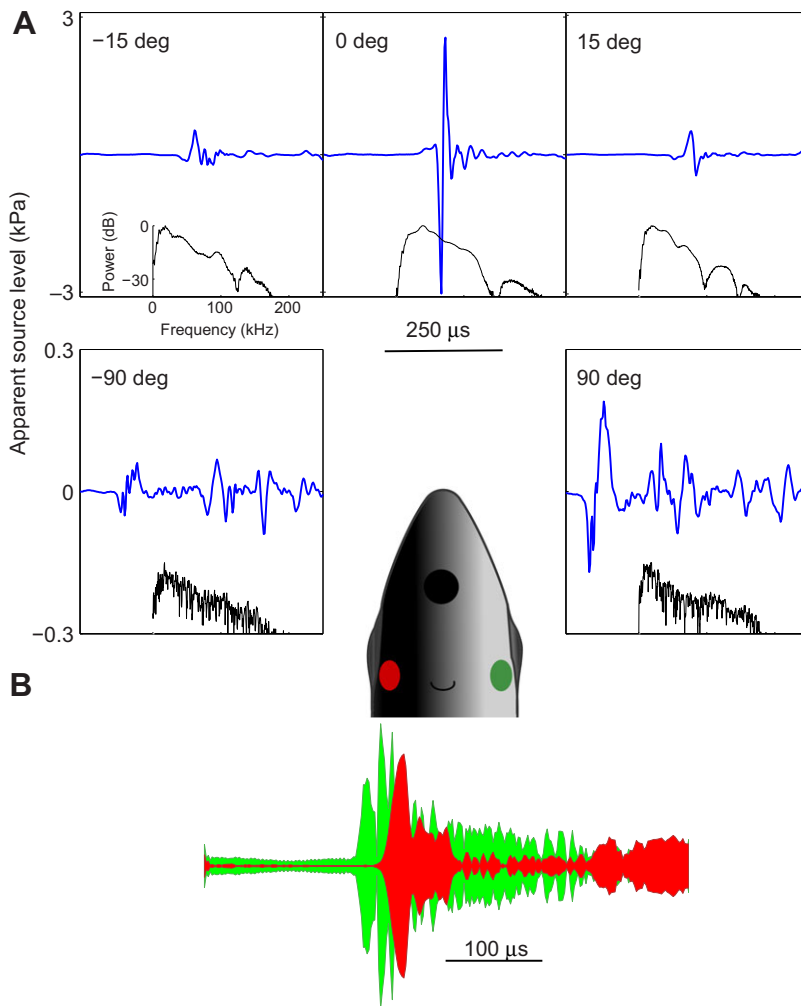 A
3
−15 deg
0 deg
15 deg
Apparent source level (kPa)
Power (dB)
0
−30
−3
0
100
200
Frequency (kHz)
250 µs
0.3
−90 deg
90 deg
0
−0.3
B
100 µs